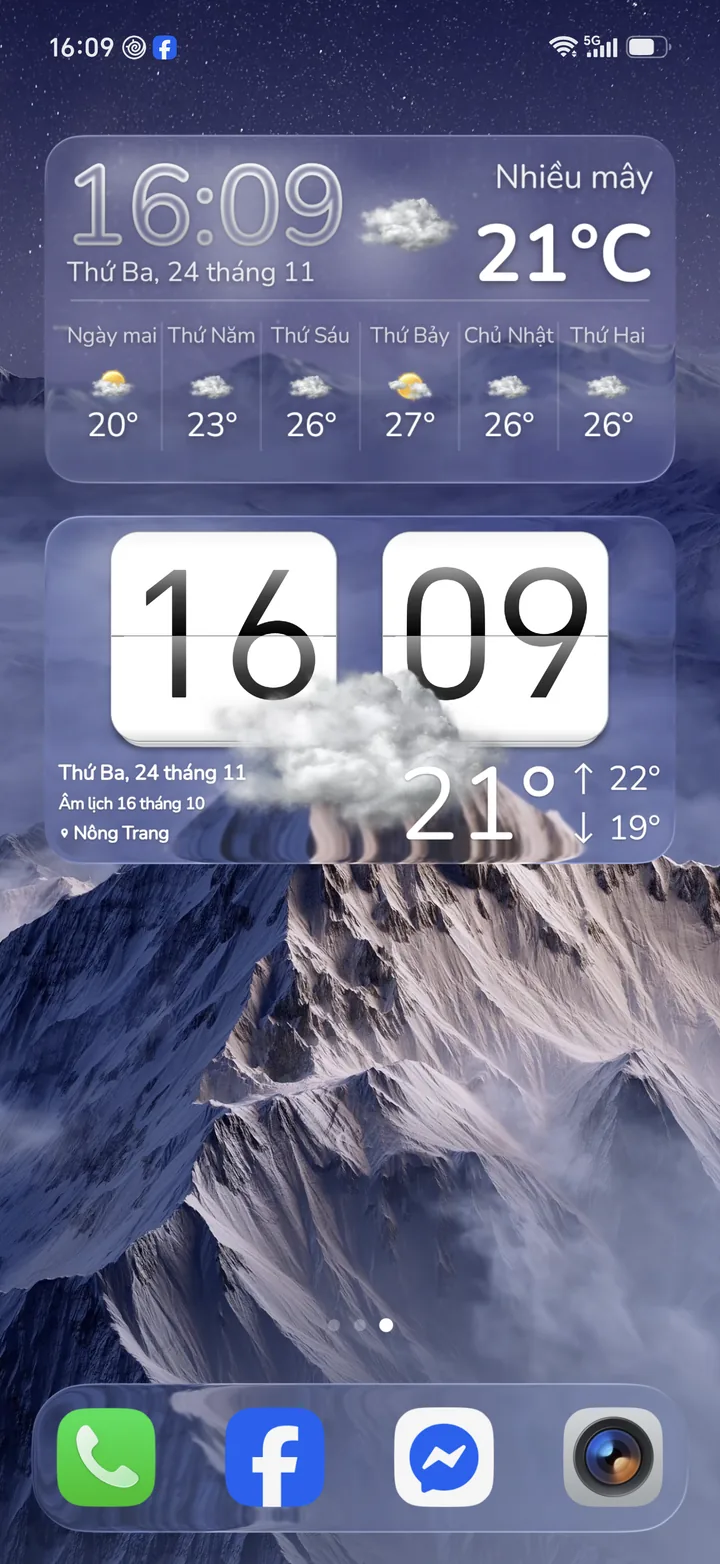 16:09
5G
16:09
Nhiều mây
21°C
Thứ Ba, 24 tháng 11
Ngày mai Thứ Năm Thứ Sáu Thứ Bảy Chủ Nhật Thứ Hai
20° 23° 26° 27° 26° 26°
16 09
Thứ Ba, 24 tháng 11
Âm lịch 16 tháng 10
Nông Trang
21° ↑ 22°
↓ 19°